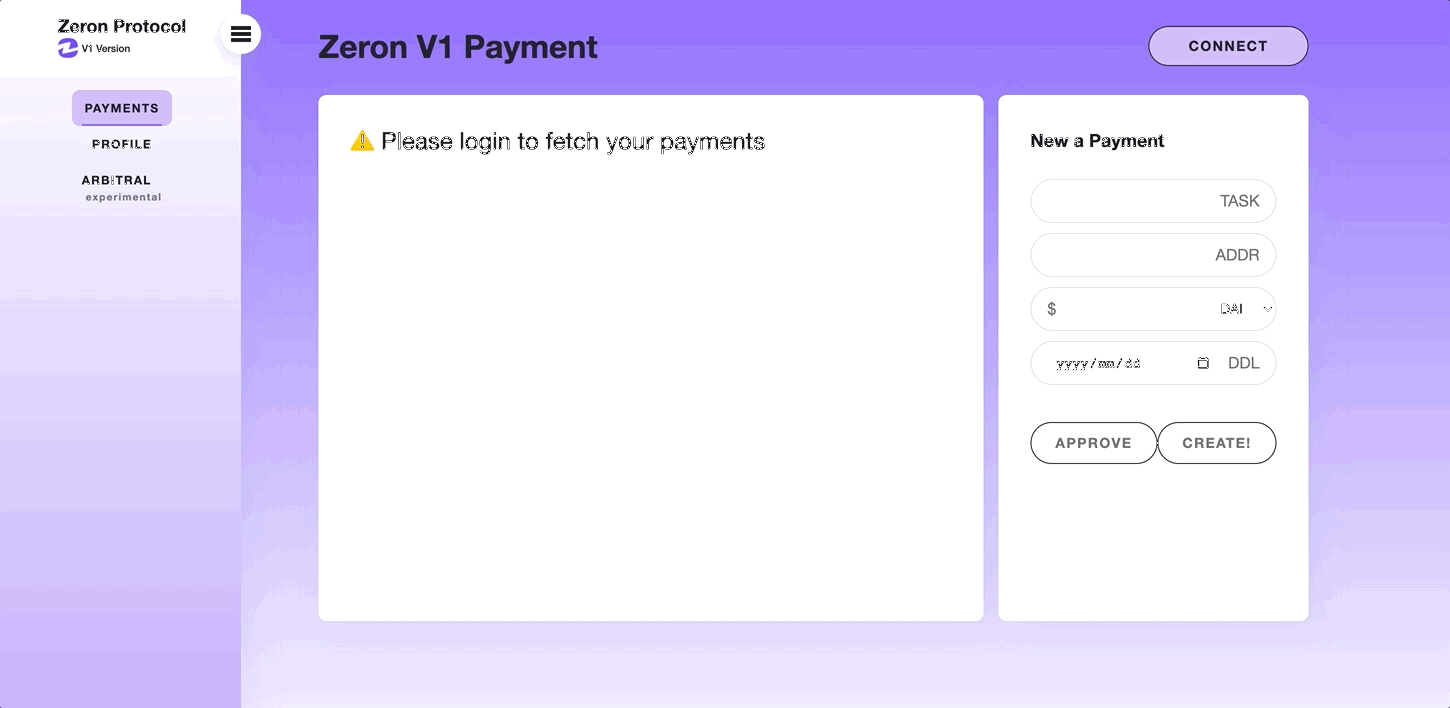 Zeron Protocol
V1 Version
PAYMENTS
PROFILE
ARBITRAL
experimental
Zeron V1 Payment
CONNECT
⚠️ Please login to fetch your payments
New a Payment
TASK
ADDR
$ DAI
yyyy/mm/dd DDL
APPROVE CREATE!